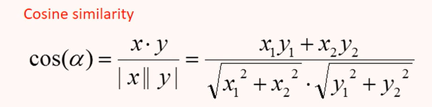 Cosine similarity
cos(α) = x · y / |x||y| = x₁y₁ + x₂y₂ / √x₁² + x₂² · √y₁² + y₂²